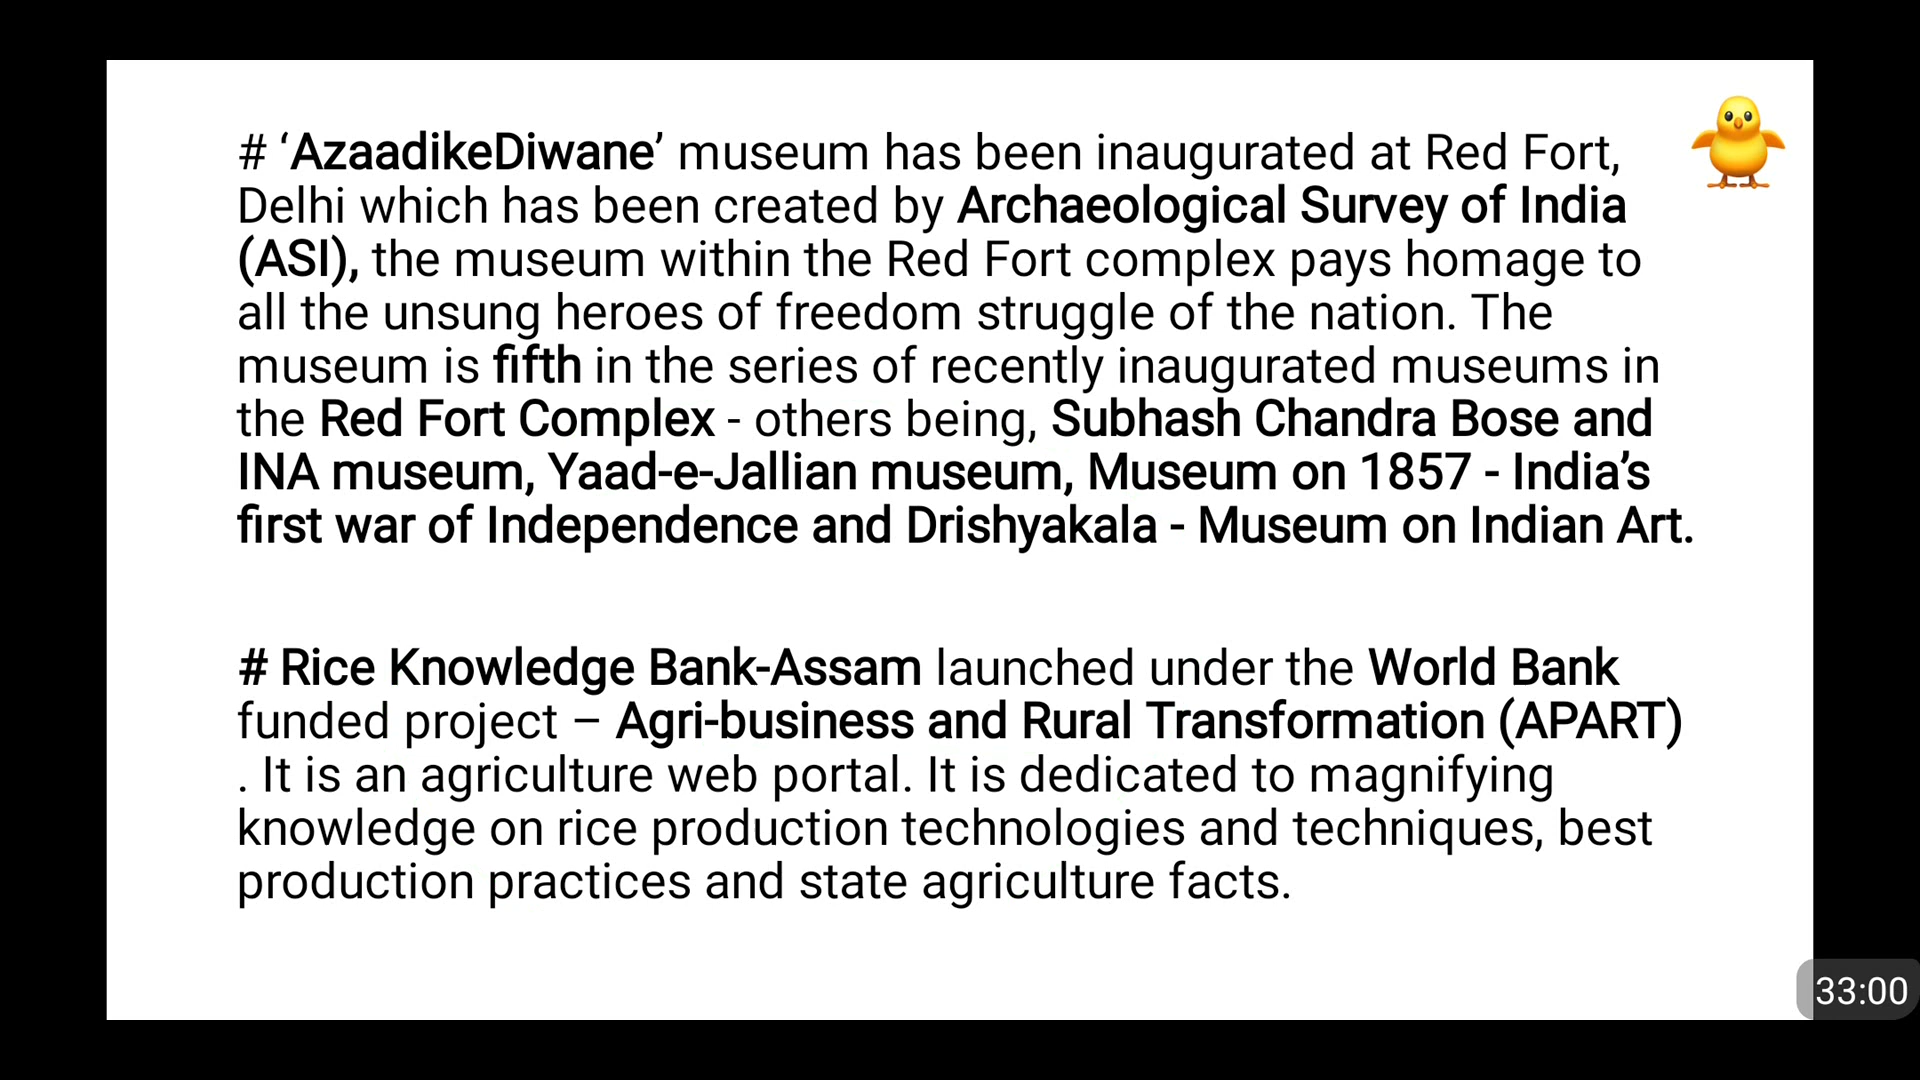 # ‘AzaadikeDiwane’ museum has been inaugurated at Red Fort,
Delhi which has been created by Archaeological Survey of India
(ASI), the museum within the Red Fort complex pays homage to
all the unsung heroes of freedom struggle of the nation. The
museum is fifth in the series of recently inaugurated museums in
the Red Fort Complex - others being, Subhash Chandra Bose and
INA museum, Yaad-e-Jallian museum, Museum on 1857 - India’s
first war of Independence and Drishyakala - Museum on Indian Art.
# Rice Knowledge Bank-Assam launched under the World Bank
funded project – Agri-business and Rural Transformation (APART)
. It is an agriculture web portal. It is dedicated to magnifying
knowledge on rice production technologies and techniques, best
production practices and state agriculture facts.
33:00